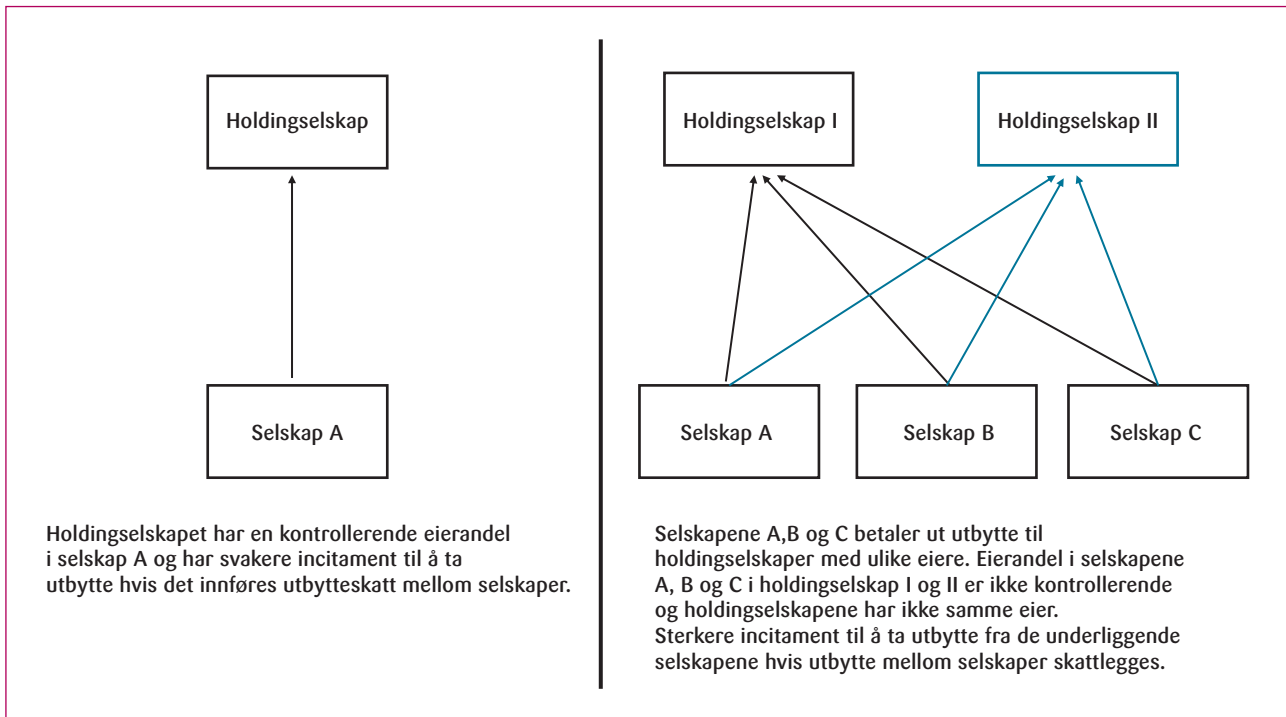 Holdingselskap
Selskap A
Holdingselskapet har en kontrollerende eierandel
i selskap A og har svakere incitament til å ta
utbytte hvis det innføres utbytteskatt mellom selskaper.
Holdingselskap I
Holdingselskap II
Selskap A
Selskap B
Selskap C
Selskapene A,B og C betaler ut utbytte til
holdingselskaper med ulike eiere. Eierandel i selskapene
A, B og C i holdingselskap I og II er ikke kontrollerende
og holdingselskapene har ikke samme eier.
Sterkere incitament til å ta utbytte fra de underliggende
selskapene hvis utbytte mellom selskaper skattlegges.